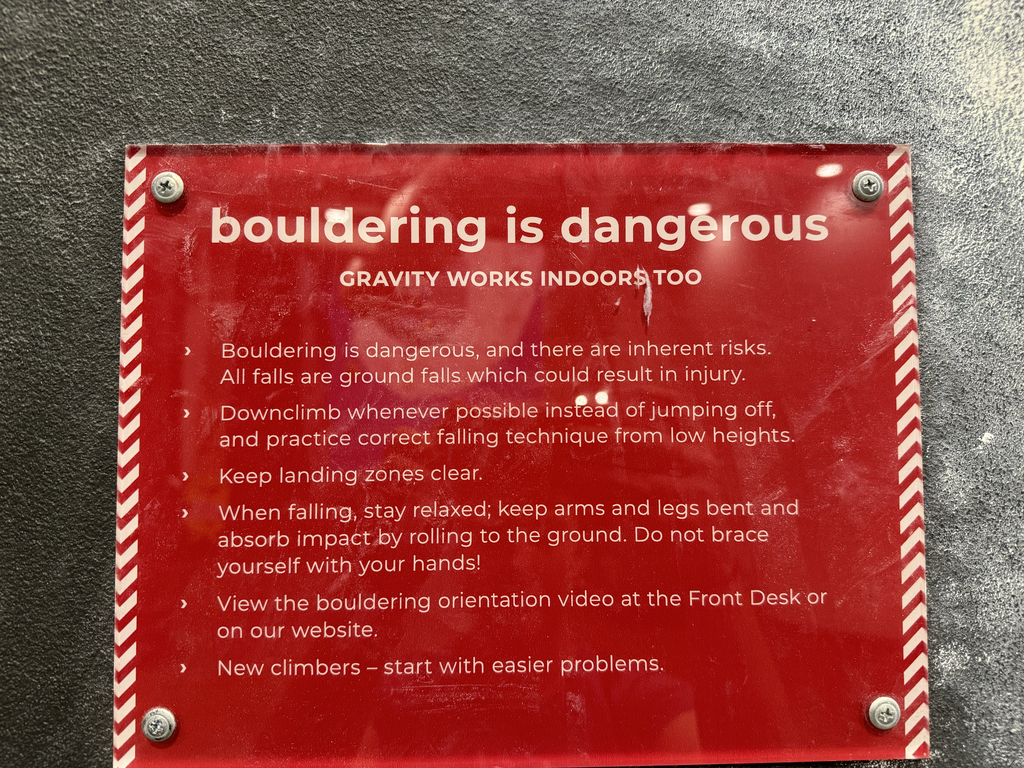 bouldering is dangerous
GRAVITY WORKS INDOORS TOO
› Bouldering is dangerous, and there are inherent risks.
All falls are ground falls which could result in injury.
› Downclimb whenever possible instead of jumping off,
and practice correct falling technique from low heights.
› Keep landing zones clear.
› When falling, stay relaxed; keep arms and legs bent and
absorb impact by rolling to the ground. Do not brace
yourself with your hands!
› View the bouldering orientation video at the Front Desk or
on our website.
› New climbers – start with easier problems.